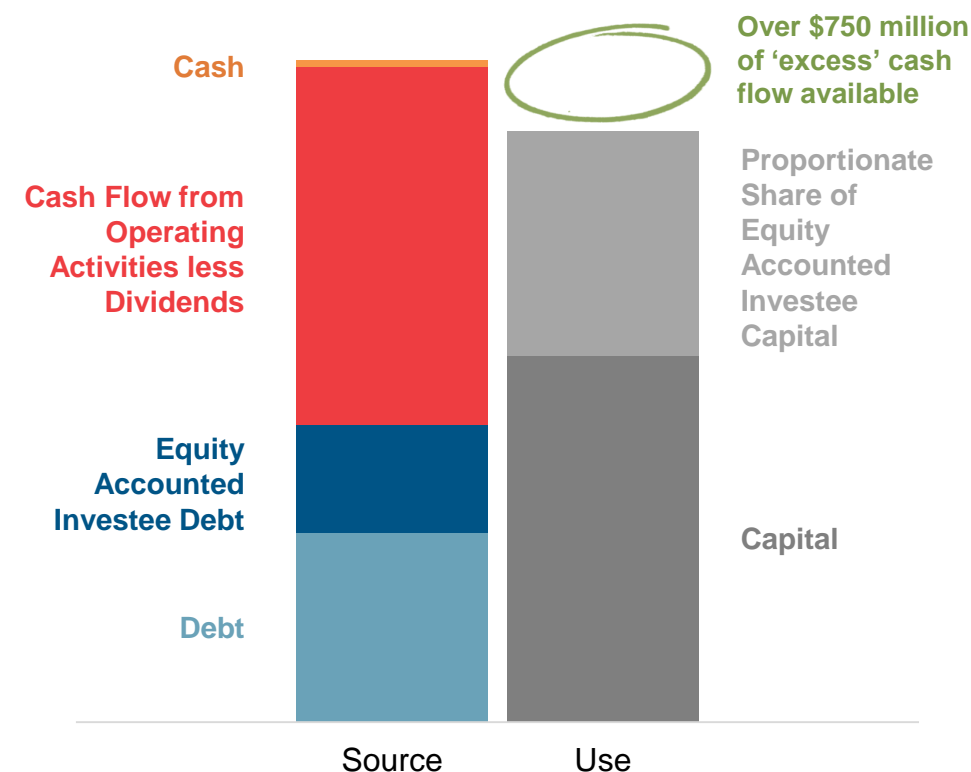 Cash
Cash Flow from
Operating
Activities less
Dividends
Equity
Accounted
Investee Debt
Debt
Over $750 million
of ‘excess’ cash
flow available
Proportionate
Share of
Equity
Accounted
Investee
Capital
Capital
Source
Use